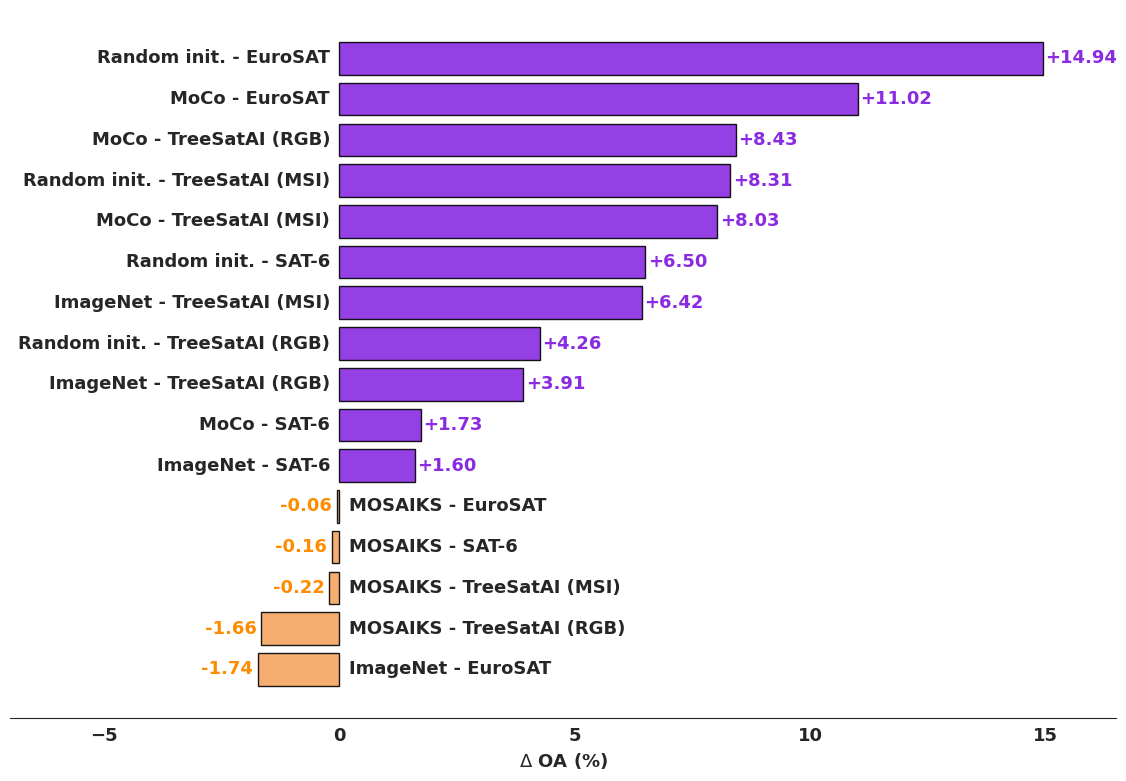 Random init. - EuroSAT +14.94
MoCo - EuroSAT +11.02
MoCo - TreeSatAI (RGB) +8.43
Random init. - TreeSatAI (MSI) +8.31
MoCo - TreeSatAI (MSI) +8.03
Random init. - SAT-6 +6.50
ImageNet - TreeSatAI (MSI) +6.42
Random init. - TreeSatAI (RGB) +4.26
ImageNet - TreeSatAI (RGB) +3.91
MoCo - SAT-6 +1.73
ImageNet - SAT-6 +1.60
-0.06 MOSAIKS - EuroSAT
-0.16 MOSAIKS - SAT-6
-0.22 MOSAIKS - TreeSatAI (MSI)
-1.66 MOSAIKS - TreeSatAI (RGB)
-1.74 ImageNet - EuroSAT
−5 0 5 10 15
Δ OA (%)